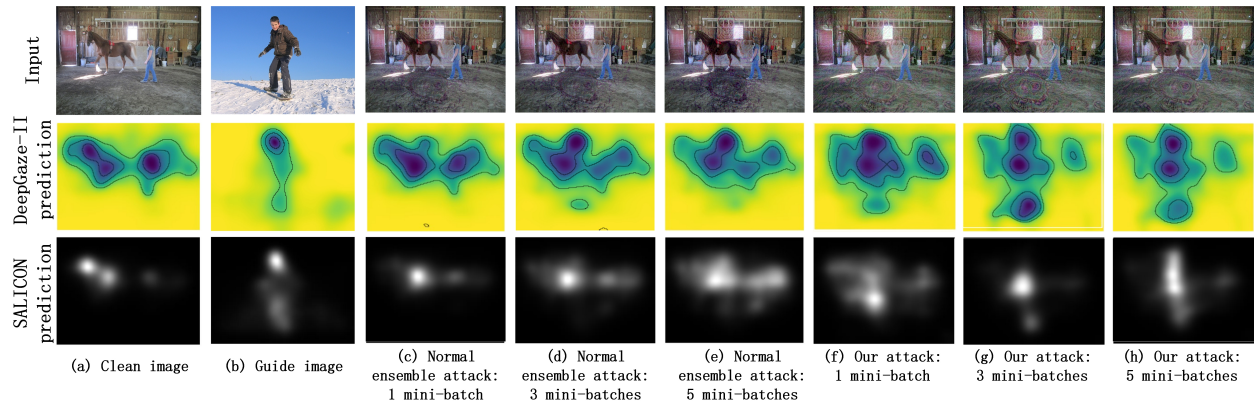 Input
DeepGaze-II
prediction
SALICON
prediction
(a) Clean image
(b) Guide image
(c) Normal
ensemble attack:
1 mini-batch
(d) Normal
ensemble attack:
3 mini-batches
(e) Normal
ensemble attack:
5 mini-batches
(f) Our attack:
1 mini-batch
(g) Our attack:
3 mini-batches
(h) Our attack:
5 mini-batches